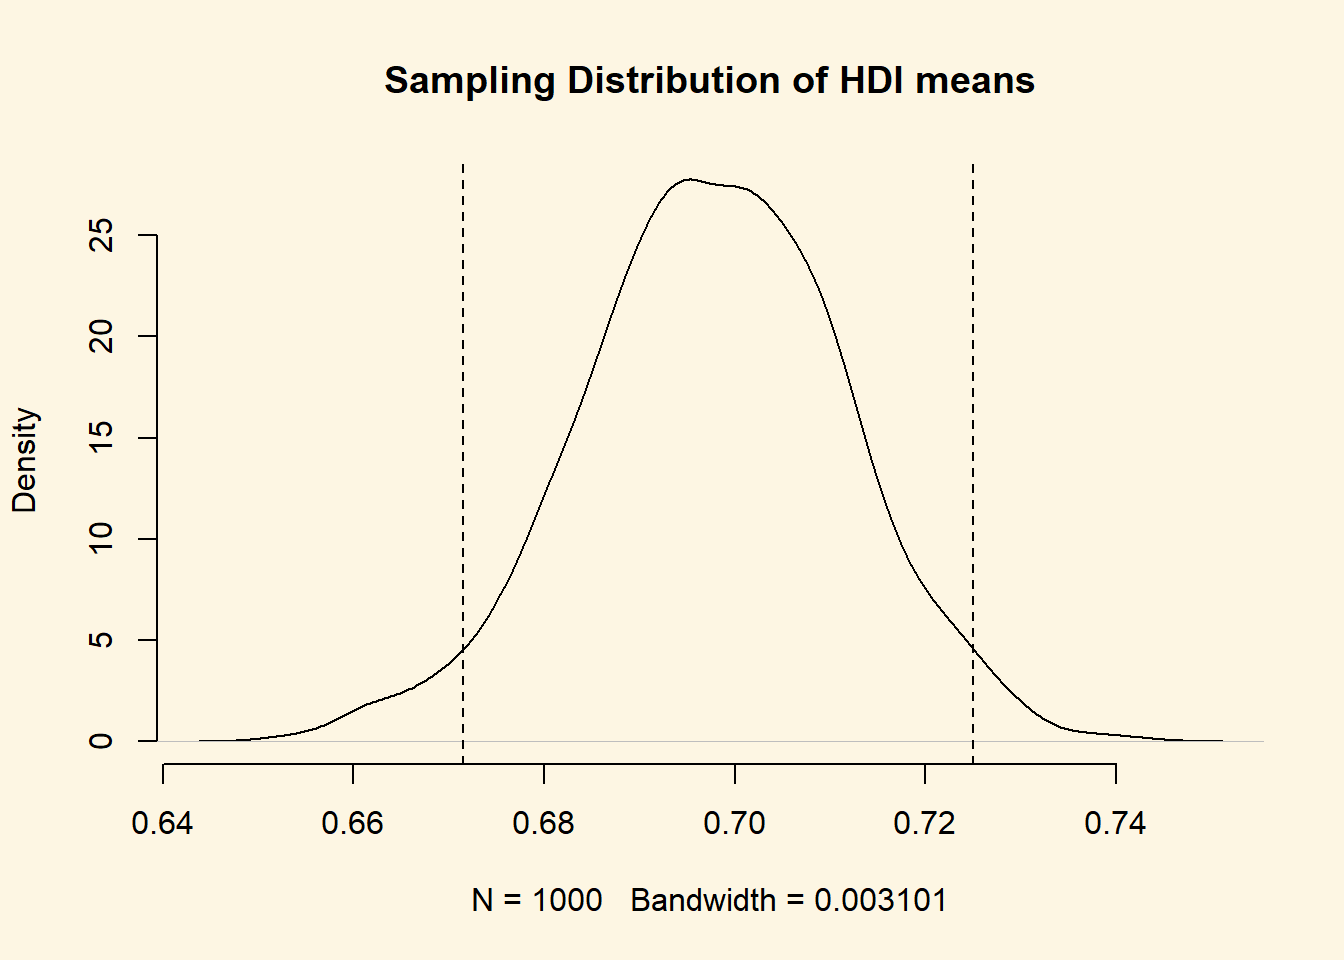 Sampling Distribution of HDI means
Density
25
20
15
10
5
0
0.64 0.66 0.68 0.70 0.72 0.74
N = 1000   Bandwidth = 0.003101